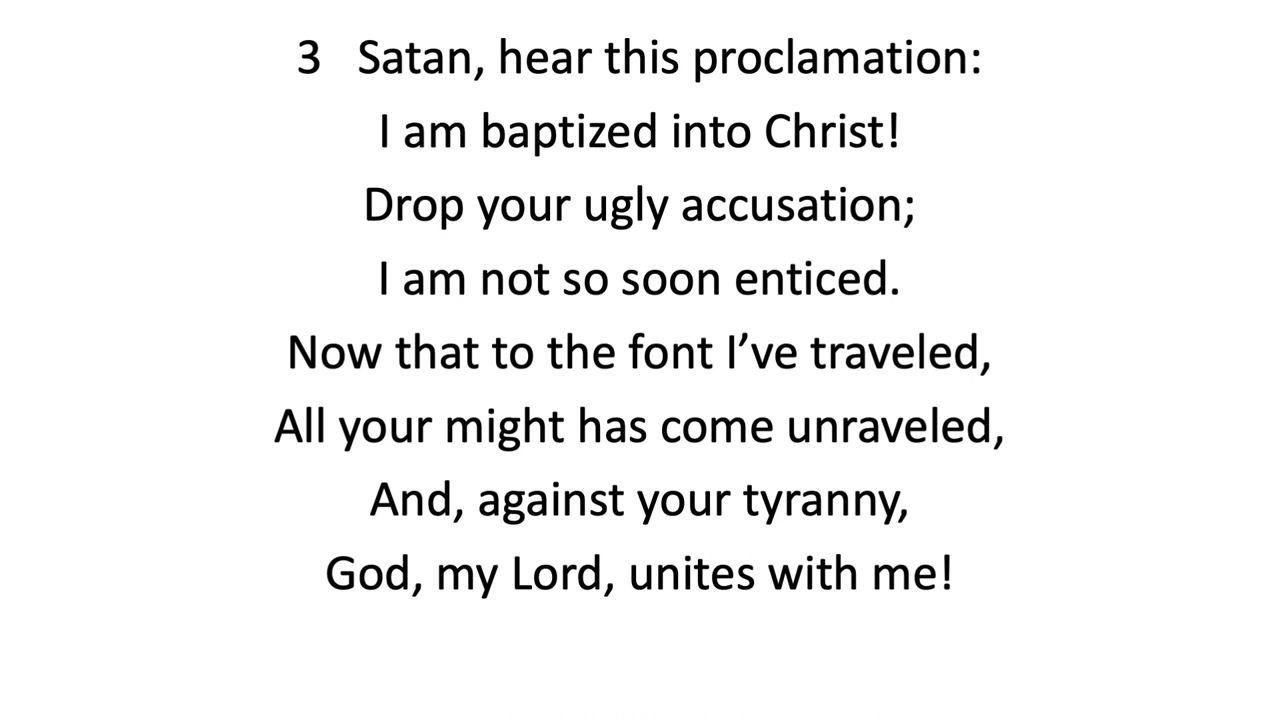 3 Satan, hear this proclamation:
I am baptized into Christ!
Drop your ugly accusation;
I am not so soon enticed.
Now that to the font I’ve traveled,
All your might has come unraveled,
And, against your tyranny,
God, my Lord, unites with me!